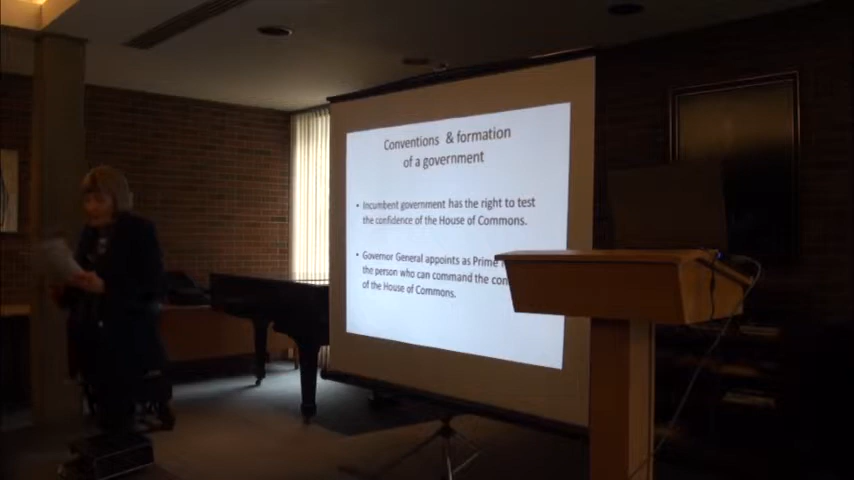 Conventions & formation
of a government
• Incumbent government has the right to test
the confidence of the House of Commons.
• Governor General appoints as Prime
the person who can command the
of the House of Commons.